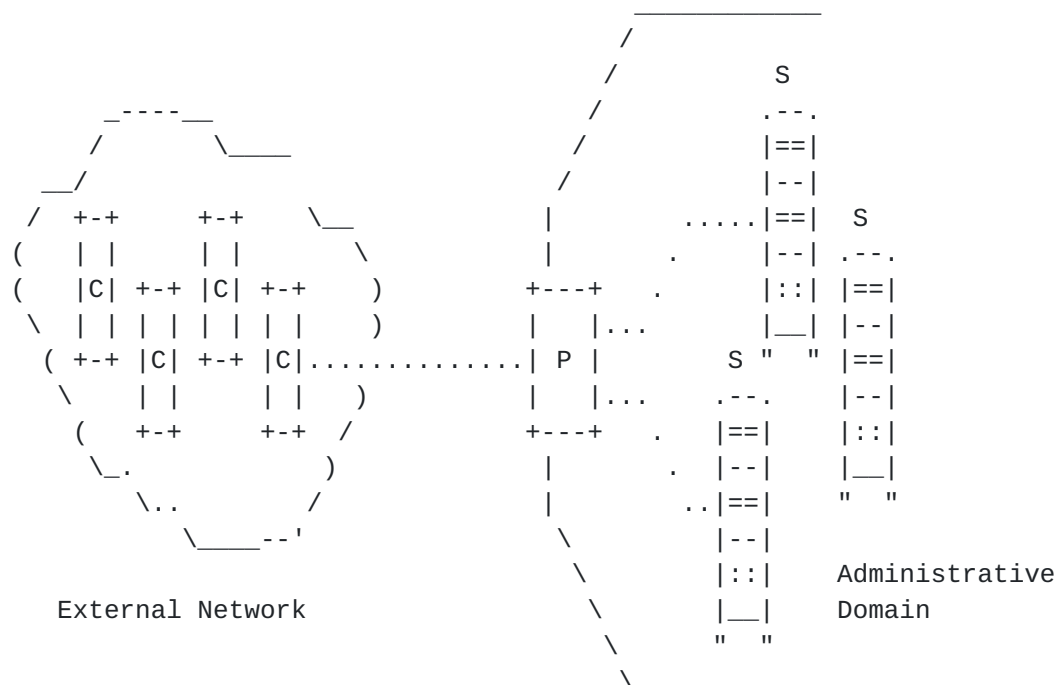 S
S
C C
C P C S
External Network
Administrative
Domain